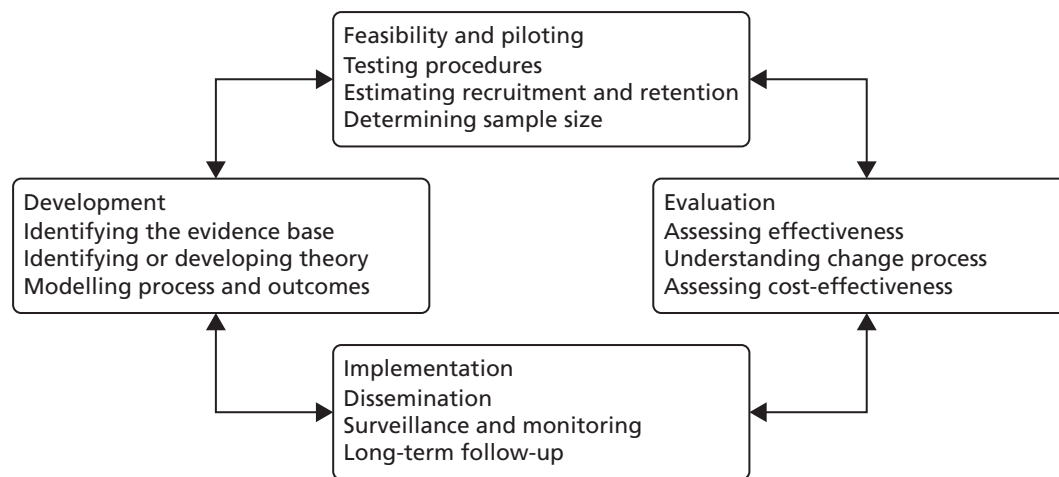 Feasibility and piloting
Testing procedures
Estimating recruitment and retention
Determining sample size
Development
Identifying the evidence base
Identifying or developing theory
Modelling process and outcomes
Evaluation
Assessing effectiveness
Understanding change process
Assessing cost-effectiveness
Implementation
Dissemination
Surveillance and monitoring
Long-term follow-up